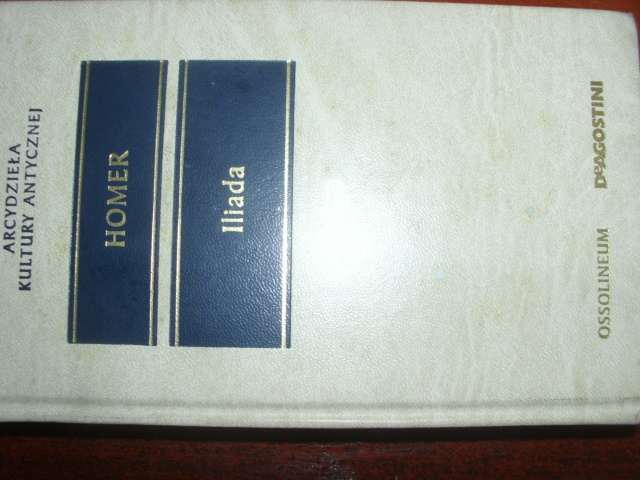 ARCYDZIEŁA
KULTURY ANTYCZNEJ
HOMER
Iliada
OSSOLINEUM DeAGOSTINI